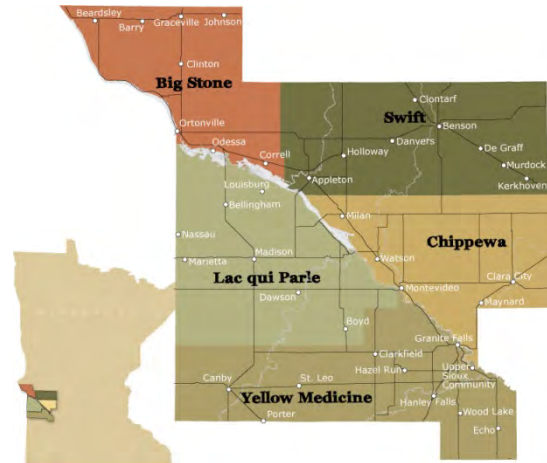 Beardsley
Graceville
Johnson
Barry
Clinton
Big Stone
Ortonville
Odessa
Correll
Clontarf
Swift
Benson
Danvers
De Graff
Holloway
Murdock
Appleton
Kerkhoven
Louisburg
Bellingham
Milan
Nassau
Chippewa
Marietta
Madison
Watson
Lac qui Parle
Clara City
Dawson
Montevideo
Maynard
Boyd
Granite Falls
Clarkfield
Hazel Run
Upper
Sioux
Community
Canby
St. Leo
Yellow Medicine
Hanley Falls
Porter
Wood Lake
Echo